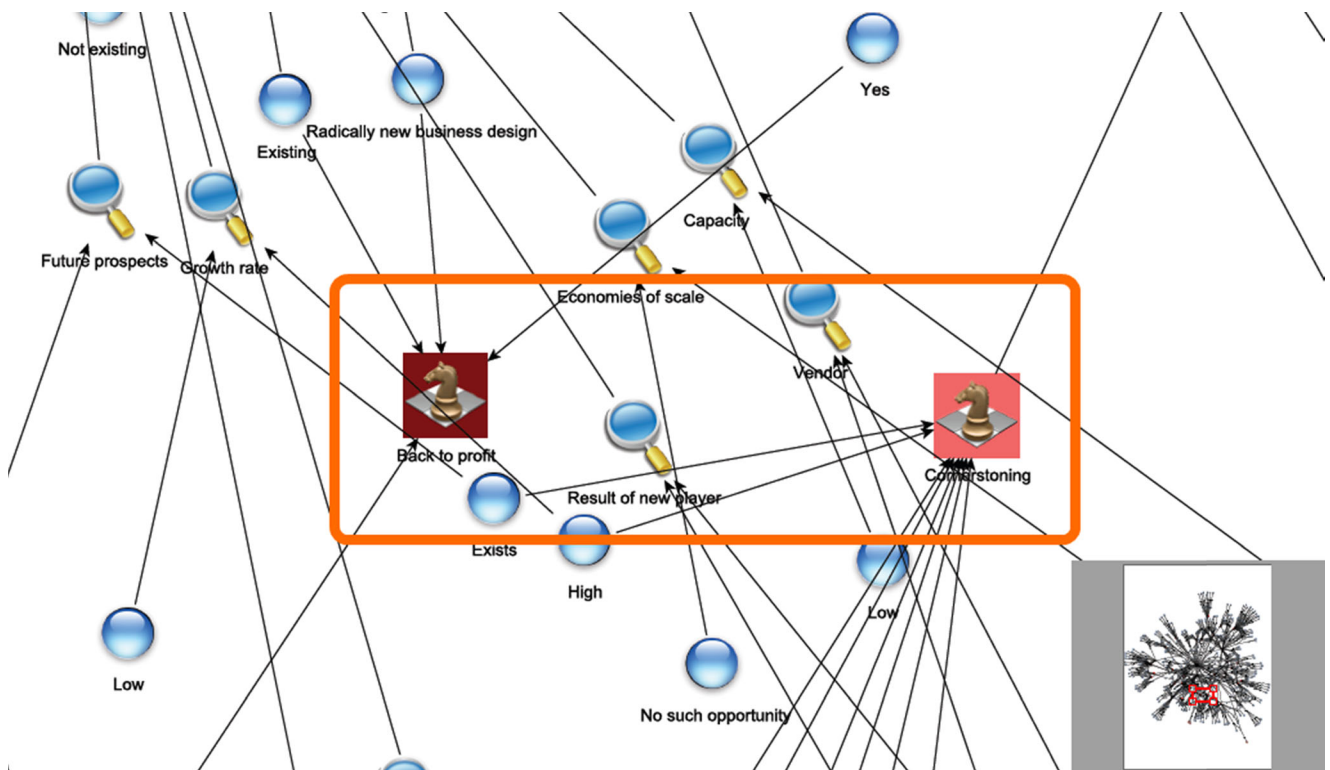 Not existing
Yes
Radically new business design
Existing
Capacity
Future prospects
Growth rate
Economies of scale
Vendor
Back to profit
Cornerstoning
Result of new player
Exists
High
Low
Low
No such opportunity